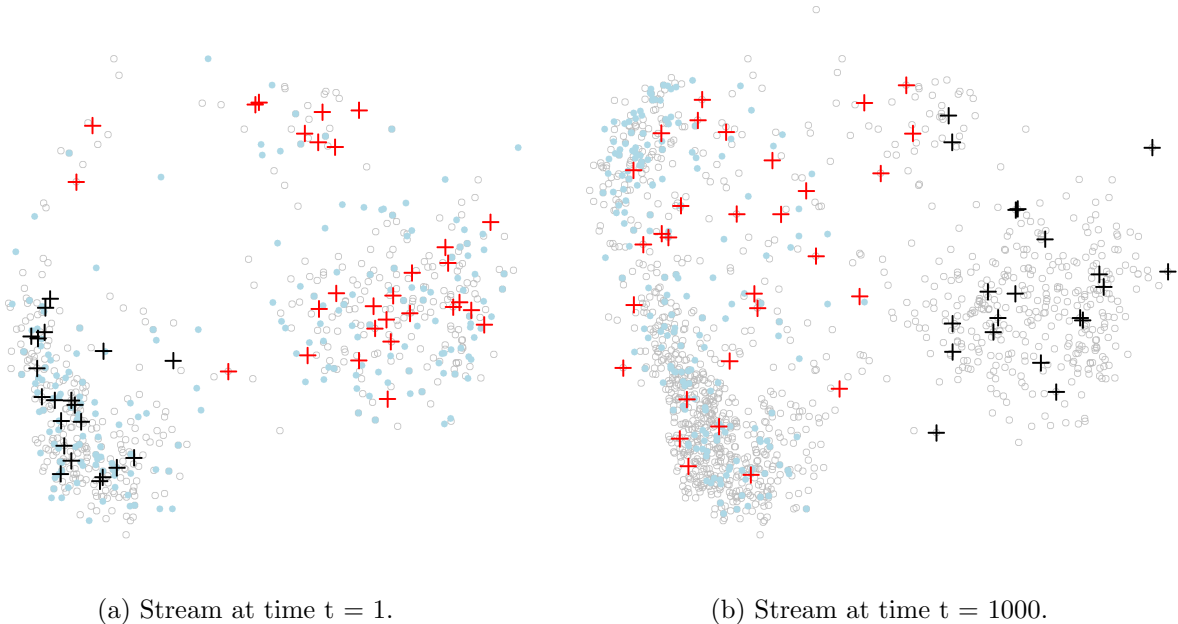 (a) Stream at time t = 1.
(b) Stream at time t = 1000.